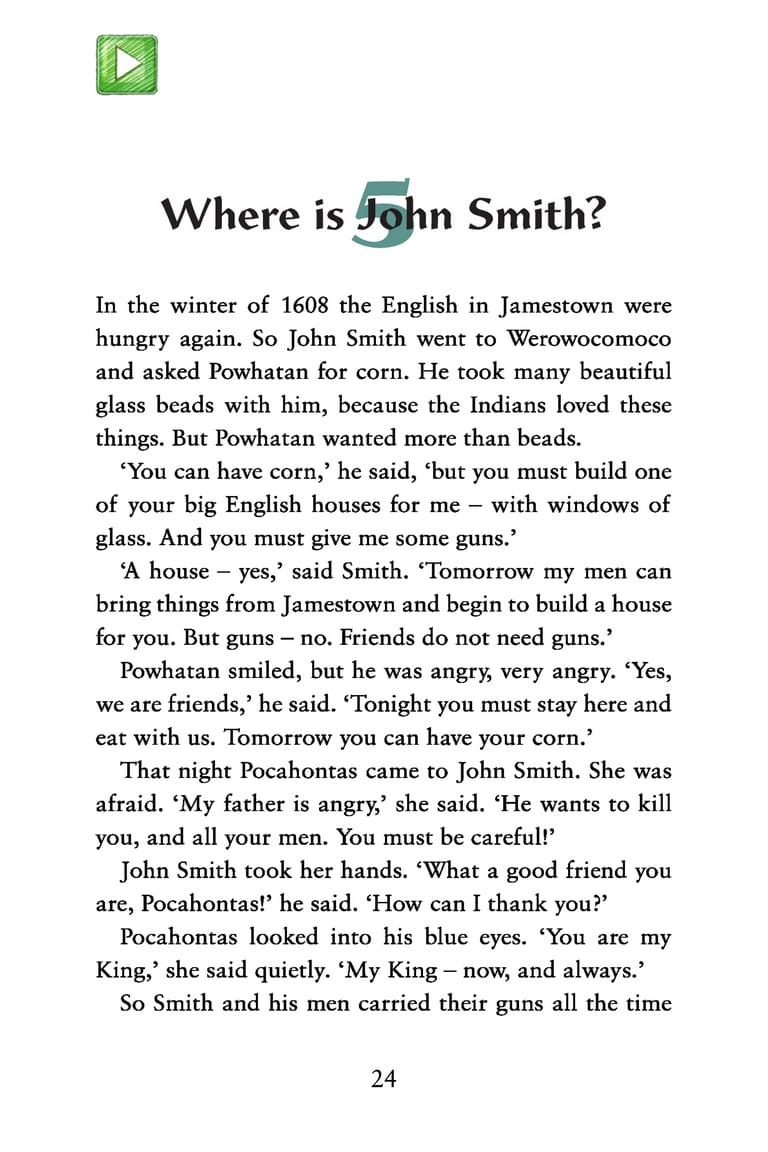 5
Where is John Smith?
In the winter of 1608 the English in Jamestown were
hungry again. So John Smith went to Werowocomoco
and asked Powhatan for corn. He took many beautiful
glass beads with him, because the Indians loved these
things. But Powhatan wanted more than beads.
‘You can have corn,’ he said, ‘but you must build one
of your big English houses for me – with windows of
glass. And you must give me some guns.’
‘A house – yes,’ said Smith. ‘Tomorrow my men can
bring things from Jamestown and begin to build a house
for you. But guns – no. Friends do not need guns.’
Powhatan smiled, but he was angry, very angry. ‘Yes,
we are friends,’ he said. ‘Tonight you must stay here and
eat with us. Tomorrow you can have your corn.’
That night Pocahontas came to John Smith. She was
afraid. ‘My father is angry,’ she said. ‘He wants to kill
you, and all your men. You must be careful!’
John Smith took her hands. ‘What a good friend you
are, Pocahontas!’ he said. ‘How can I thank you?’
Pocahontas looked into his blue eyes. ‘You are my
King,’ she said quietly. ‘My King – now, and always.’
So Smith and his men carried their guns all the time
24